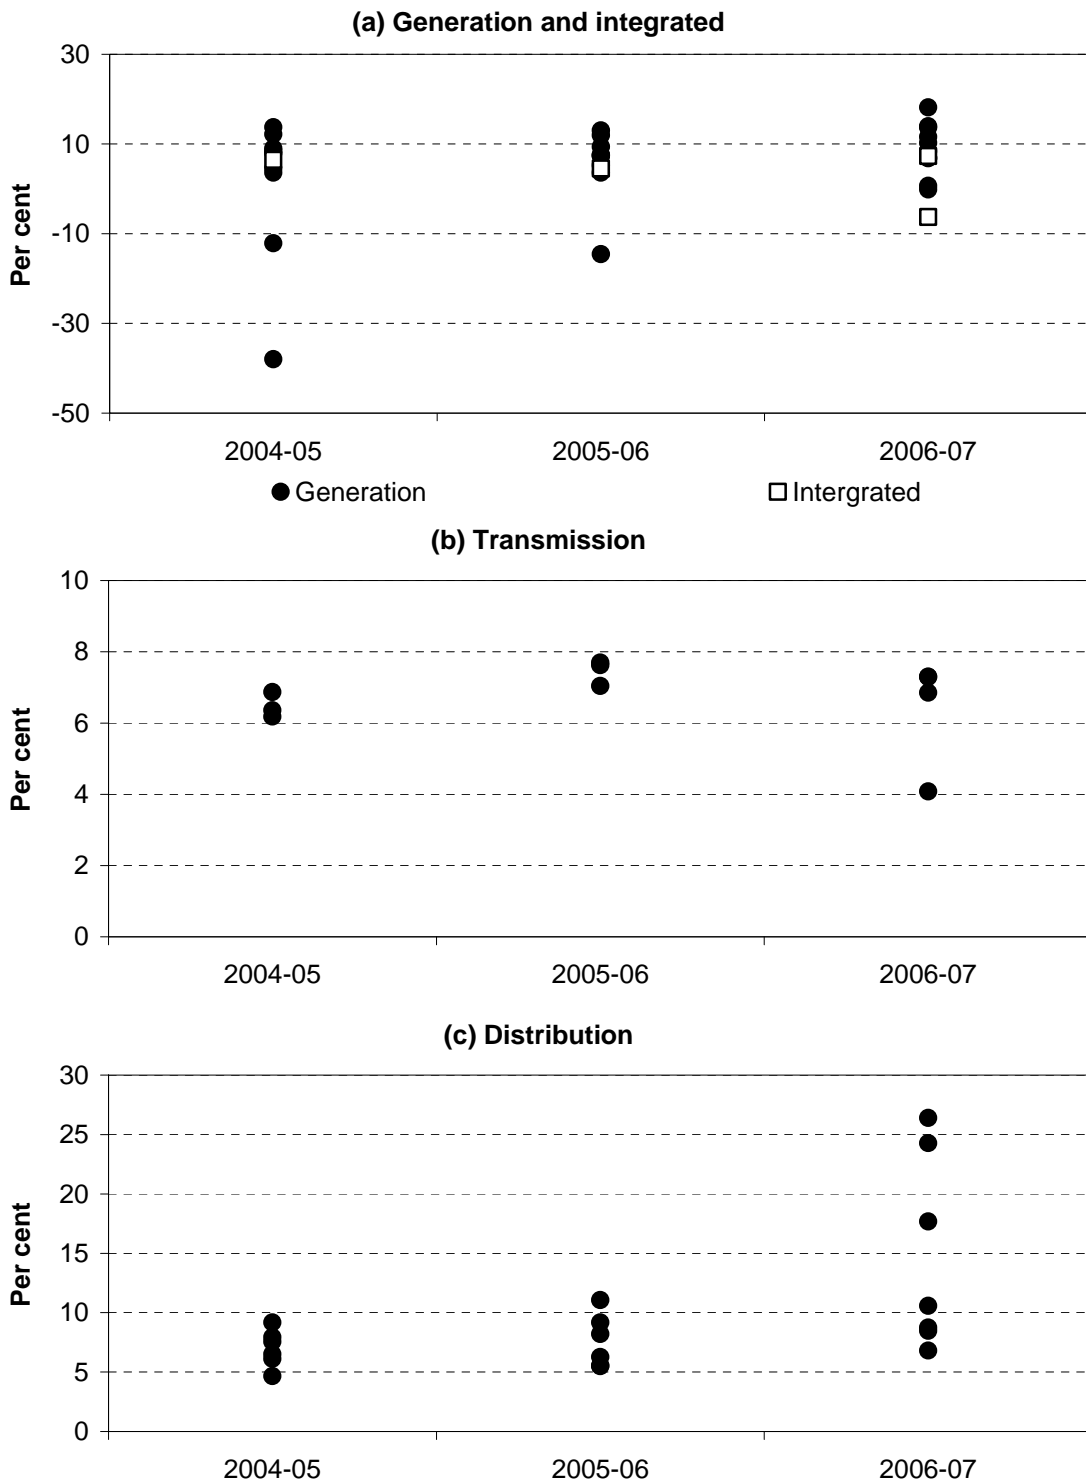 (a) Generation and integrated
30
10
-10
-30
-50
Per cent
2004-05 2005-06 2006-07
Generation Intergrated
(b) Transmission
10
8
6
4
2
0
Per cent
2004-05 2005-06 2006-07
(c) Distribution
30
25
20
15
10
5
0
Per cent
2004-05 2005-06 2006-07